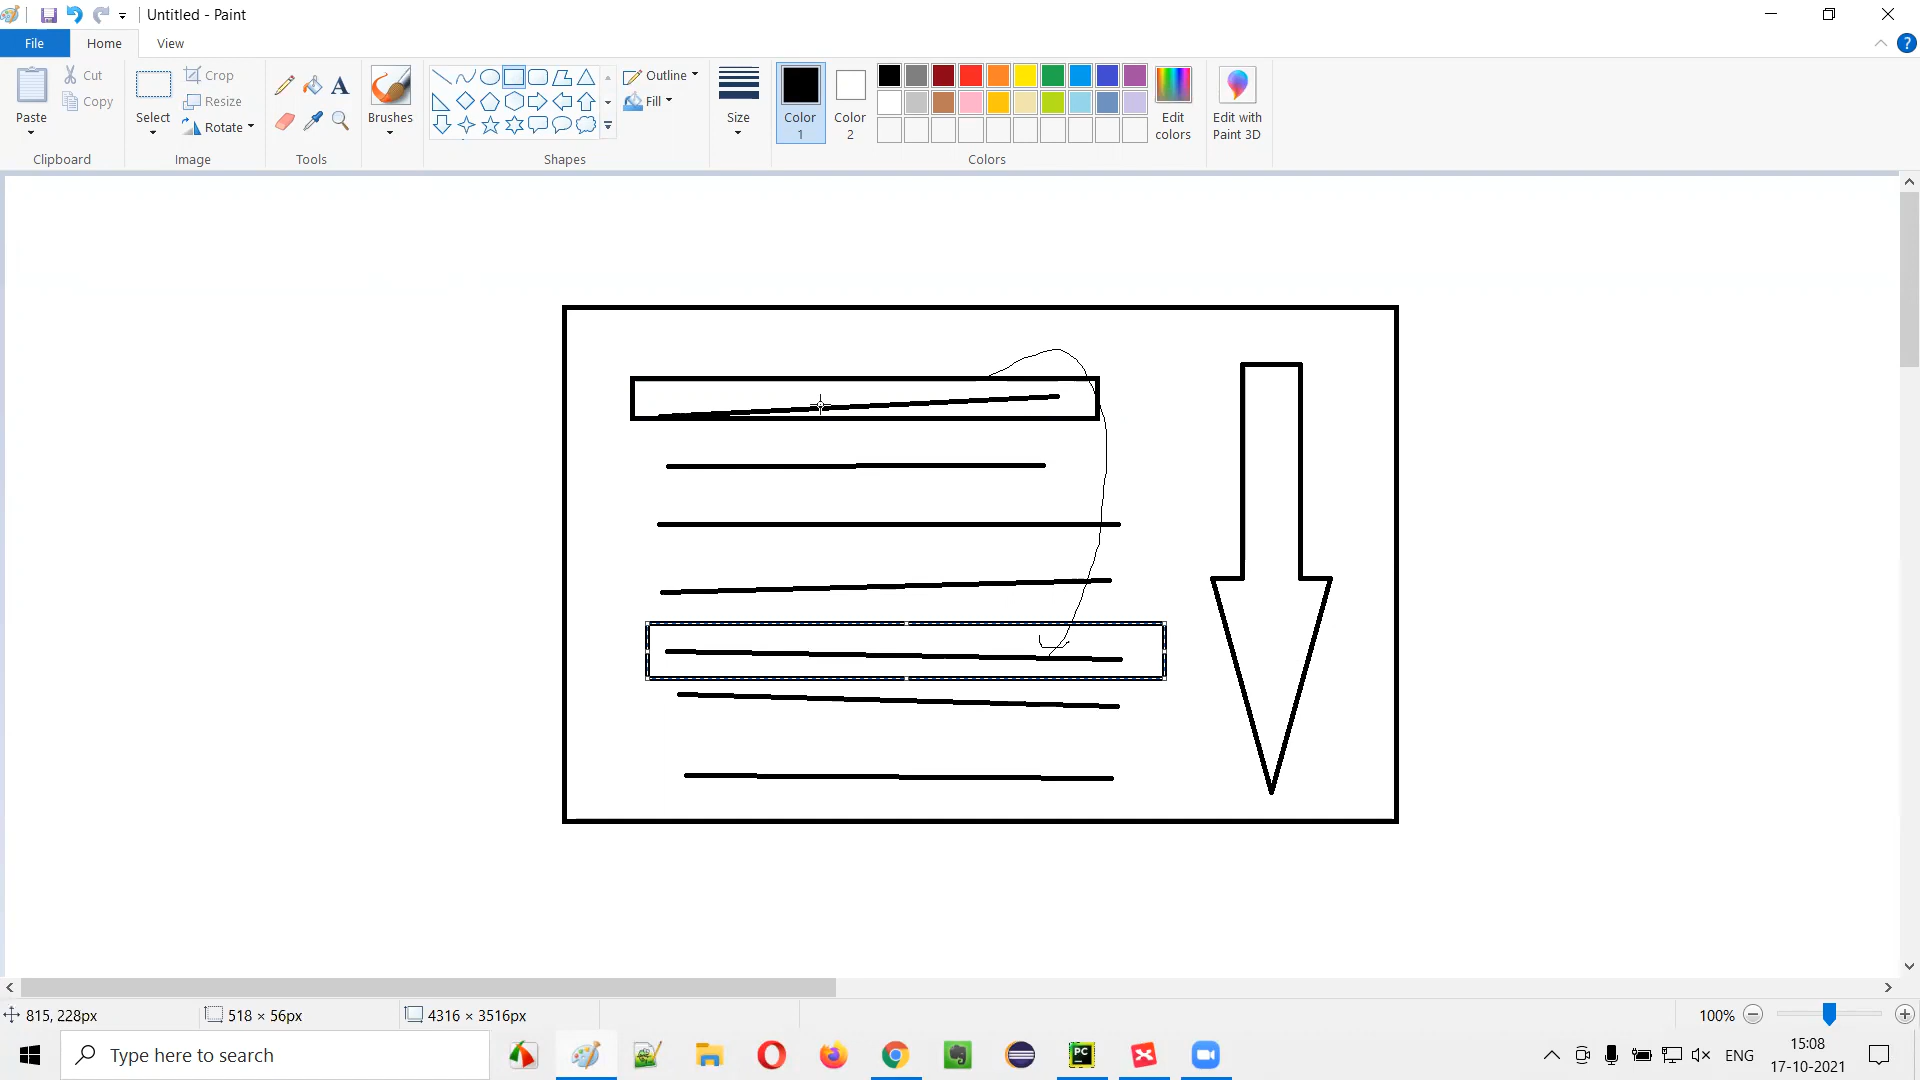 Untitled - Paint
File Home View
Paste
Cut
Copy
Clipboard
Select
Crop
Resize
Rotate
Image
A
Tools
Brushes
Outline
Fill
Shapes
Size
Color 1
Color 2
Edit colors
Colors
Edit with Paint 3D
815, 228px 518 × 56px 4316 × 3516px 100%
Type here to search
PC
ENG
15:08
17-10-2021